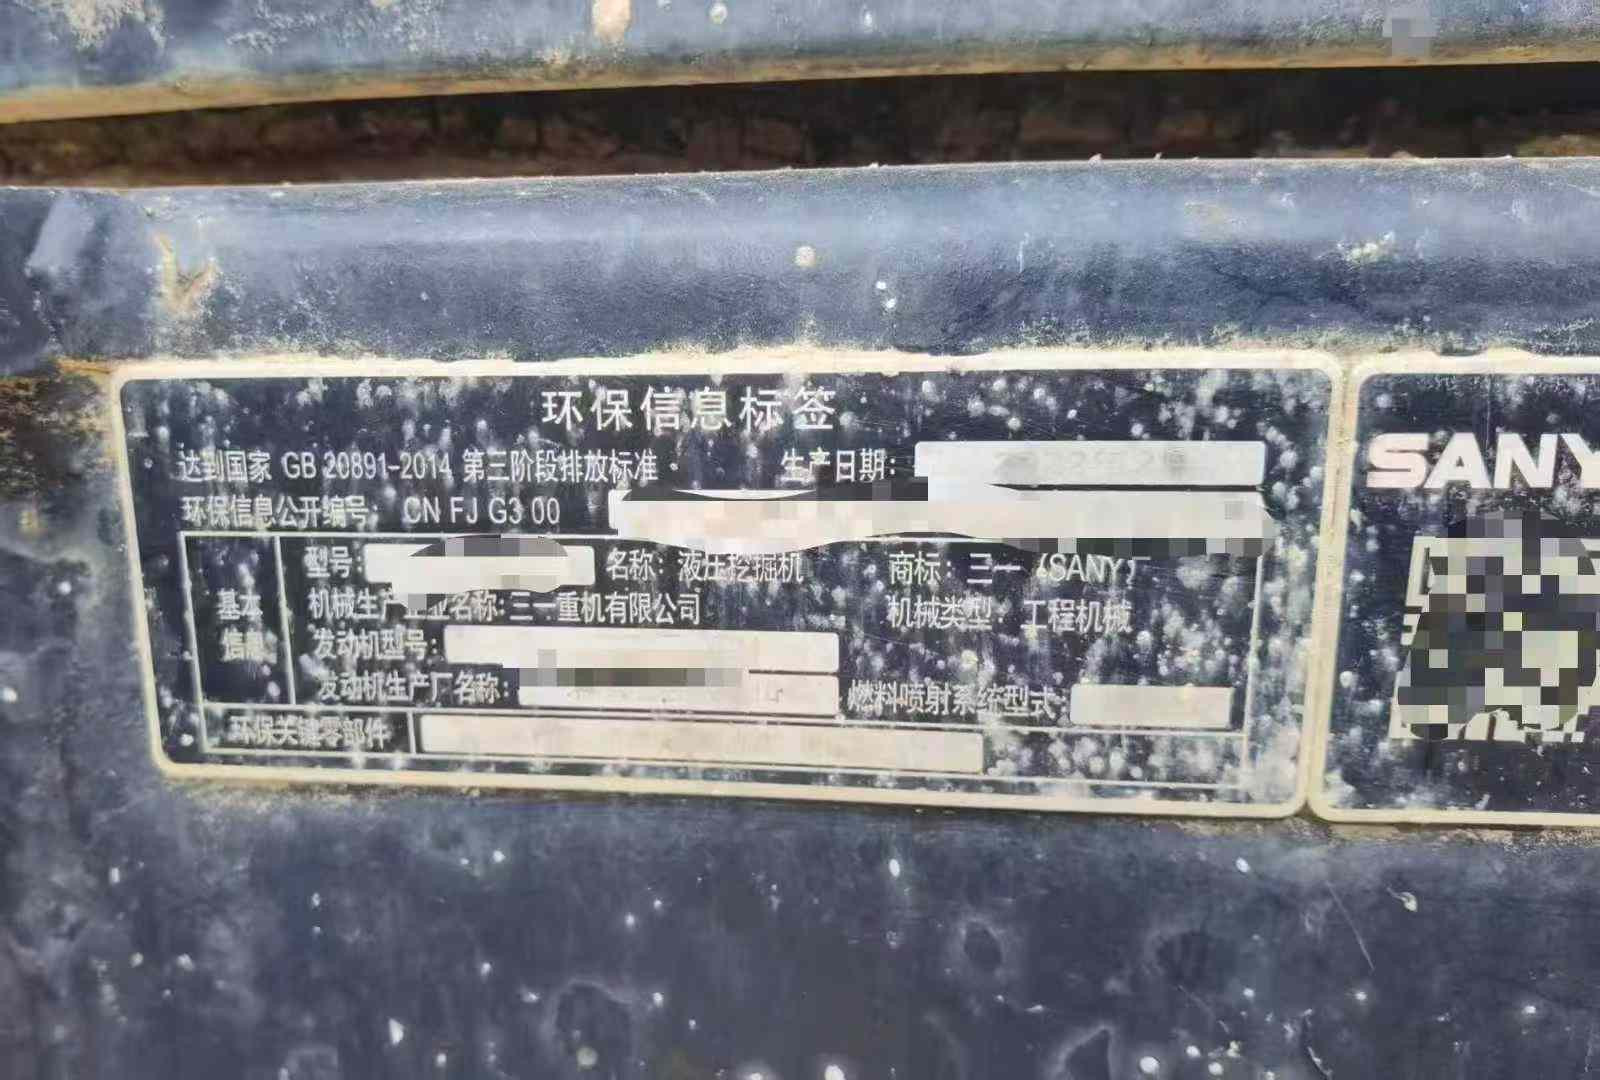 环保信息标签
达到国家 GB 20891-2014 第三阶段排放标准 生产日期:
环保信息公开编号: CN FJ G3 00
型号: 名称: 液压挖掘机 商标: 三一 (SANY)
基本信息
机械生产企业名称: 三一重机有限公司 机械类型: 工程机械
发动机型号:
发动机生产厂名称: 燃料喷射系统型式:
环保关键零部件
SANY